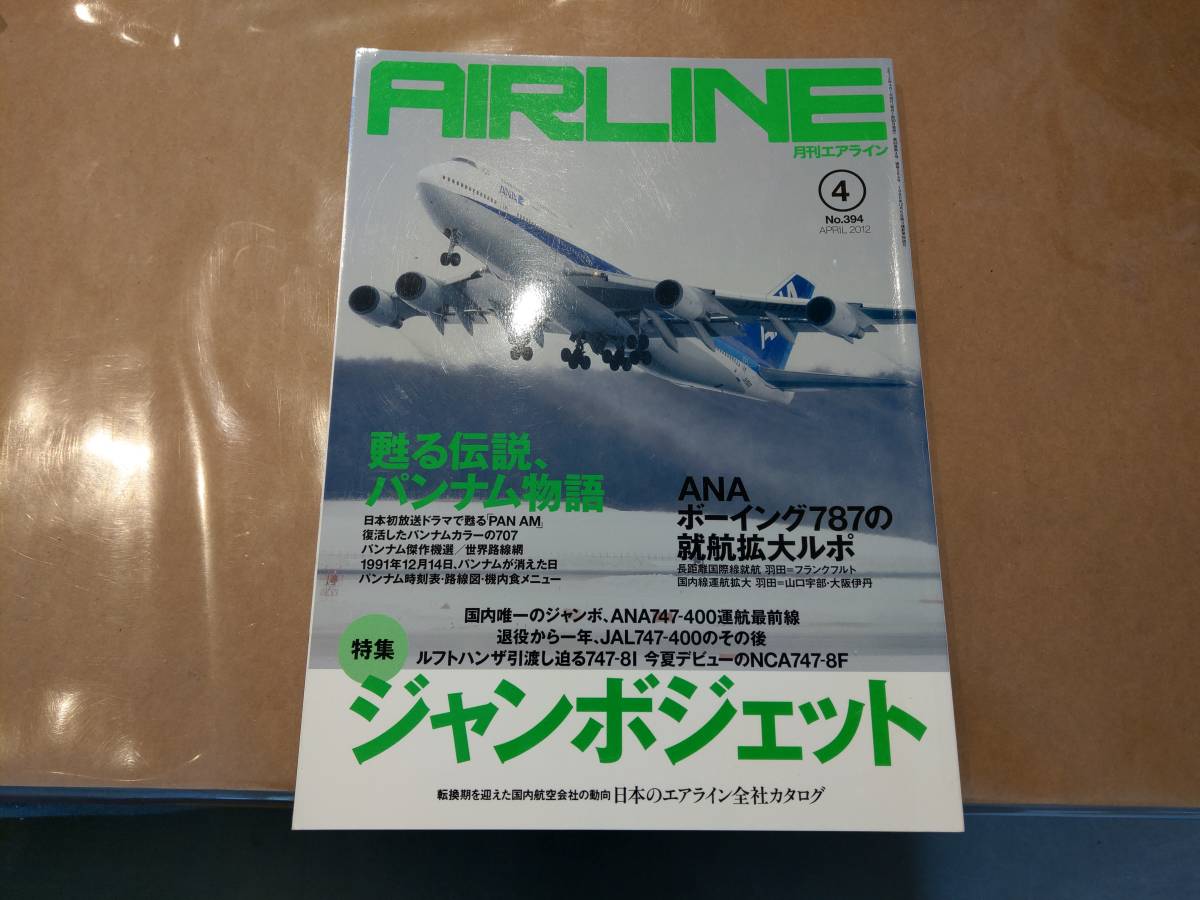 AIRLINE
月刊エアライン
4
No.394
APRIL 2012
ANA
甦る伝説、
パンナム物語
日本初放送ドラマで甦る「PAN AM」
復活したパンナムカラーの707
パンナム傑作機選／世界路線網
1991年12月14日、パンナムが消えた日
パンナム時刻表・路線図・機内食メニュー
ANA
ボーイング787の
就航拡大ルポ
長距離国際線就航 羽田＝フランクフルト
国内線運航拡大 羽田＝山口宇部・大阪伊丹
国内唯一のジャンボ、ANA747-400運航最前線
退役から一年、JAL747-400のその後
ルフトハンザ引渡し迫る747-8I 今夏デビューのNCA747-8F
特集
ジャンボジェット
転換期を迎えた国内航空会社の動向 日本のエアライン全社カタログ